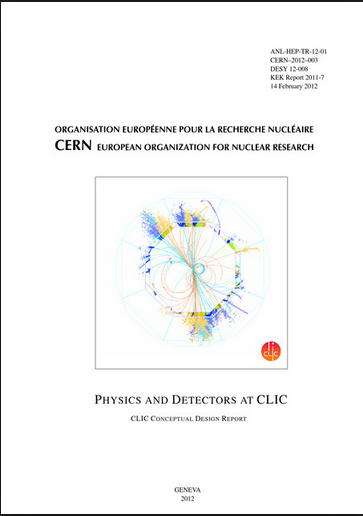 ANL-HEP-TR-12-01
CERN–2012–003
DESY 12-008
KEK Report 2011-7
14 February 2012
ORGANISATION EUROPÉENNE POUR LA RECHERCHE NUCLÉAIRE
CERN EUROPEAN ORGANIZATION FOR NUCLEAR RESEARCH
clic
PHYSICS AND DETECTORS AT CLIC
CLIC CONCEPTUAL DESIGN REPORT
GENEVA
2012